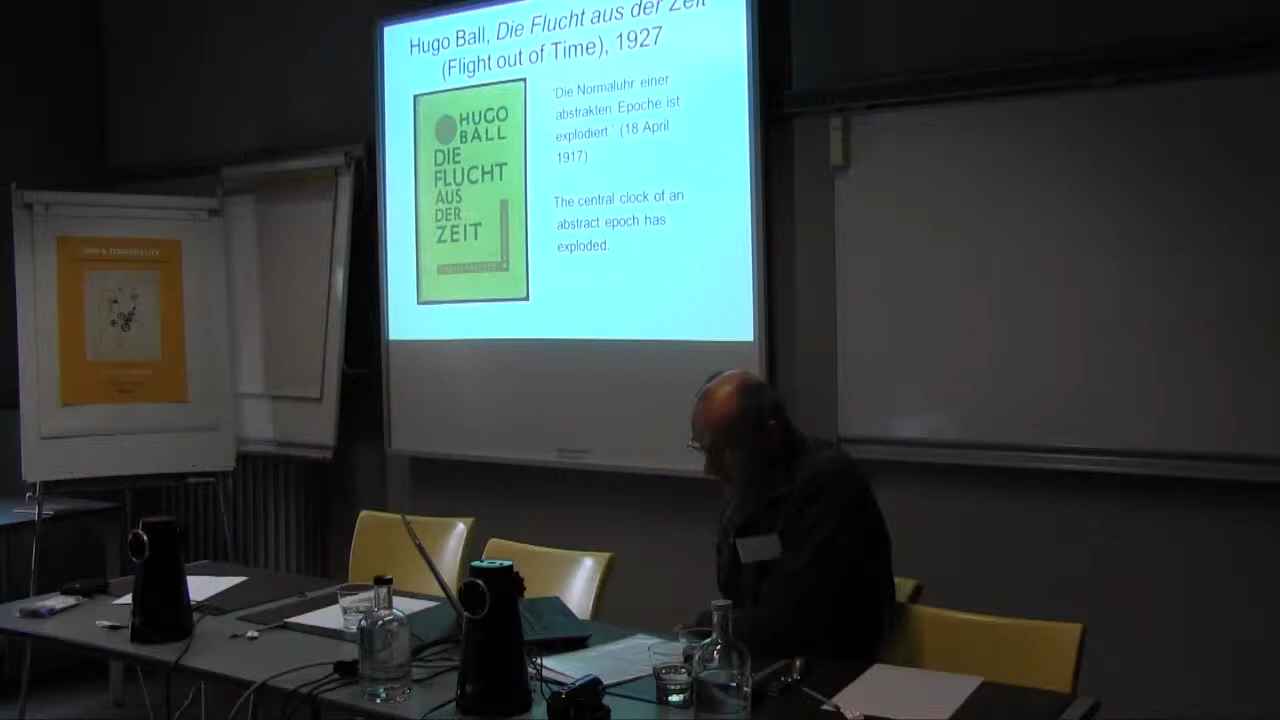 Hugo Ball, Die Flucht aus der Zeit
(Flight out of Time), 1927
'Die Normaluhr einer
abstrakten Epoche ist
explodiert.' (18 April
1917)
The central clock of an
abstract epoch has
exploded.
HUGO
BALL
DIE
FLUCHT
AUS
DER
ZEIT